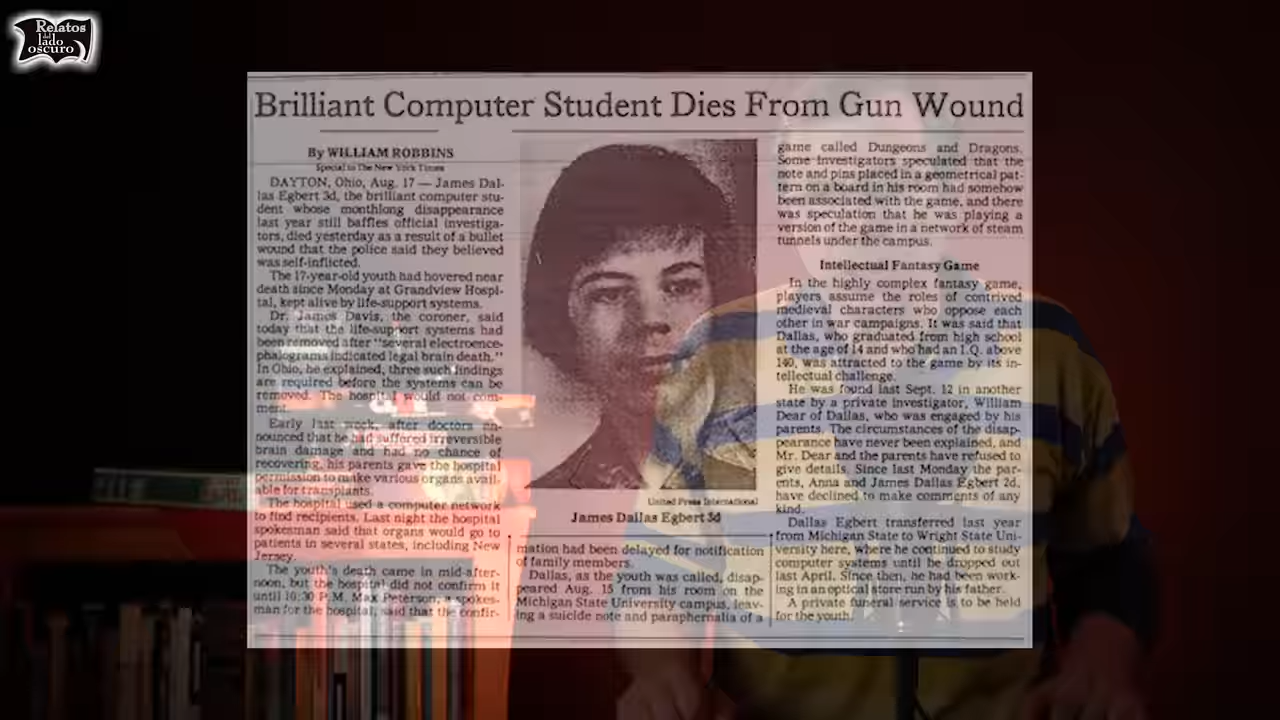 Relatos
del
lado
oscuro
Brilliant Computer Student Dies From Gun Wound
By WILLIAM ROBBINS
Special to The New York Times
DAYTON, Ohio, Aug. 17 — James Dal-
las Egbert 3d, the brilliant computer stu-
dent whose monthlong disappearance
last year still baffles official investiga-
tors, died yesterday as a result of a bullet
wound that the police said they believed
was self-inflicted.
The 17-year-old youth had hovered near
death since Monday at Grandview Hospi-
tal, kept alive by life-support systems.
Dr. James Davis, the coroner, said
today that the life-support systems had
been removed after "several electroence-
phalograms indicated legal brain death."
In Ohio, he explained, three such findings
are required before the systems can be
removed. The hospital would not com-
ment.
Early last week, after doctors an-
nounced that he had suffered irreversible
brain damage and had no chance of
recovering, his parents gave the hospital
permission to make various organs avail-
able for transplants.
The hospital used a computer network
to find recipients. Last night the hospital
spokesman said that organs would go to
patients in several states, including New
Jersey.
The youth's death came in mid-after-
noon, but the hospital did not confirm it
until 10:30 P.M. Max Peterson, a spokes-
man for the hospital, said that the confir-
United Press International
James Dallas Egbert 3d
mation had been delayed for notification
of family members.
Dallas, as the youth was called, disap-
peared Aug. 15 from his room on the
Michigan State University campus, leav-
ing a suicide note and paraphernalia of a
game called Dungeons and Dragons.
Some investigators speculated that the
note and pins placed in a geometrical pat-
tern on a board in his room had somehow
been associated with the game, and there
was speculation that he was playing a
version of the game in a network of steam
tunnels under the campus.
Intellectual Fantasy Game
In the highly complex fantasy game,
players assume the roles of contrived
medieval characters who oppose each
other in war campaigns. It was said that
Dallas, who graduated from high school
at the age of 14 and who had an I.Q. above
140, was attracted to the game by its in-
tellectual challenge.
He was found last Sept. 12 in another
state by a private investigator, William
Dear of Dallas, who was engaged by his
parents. The circumstances of the disap-
pearance have never been explained, and
Mr. Dear and the parents have refused to
give details. Since last Monday the par-
ents, Anna and James Dallas Egbert 2d,
have declined to make comments of any
kind.
Dallas Egbert transferred last year
from Michigan State to Wright State Uni-
versity here, where he continued to study
computer systems until he dropped out
last April. Since then, he had been work-
ing in an optical store run by his father.
A private funeral service is to be held
for the youth.